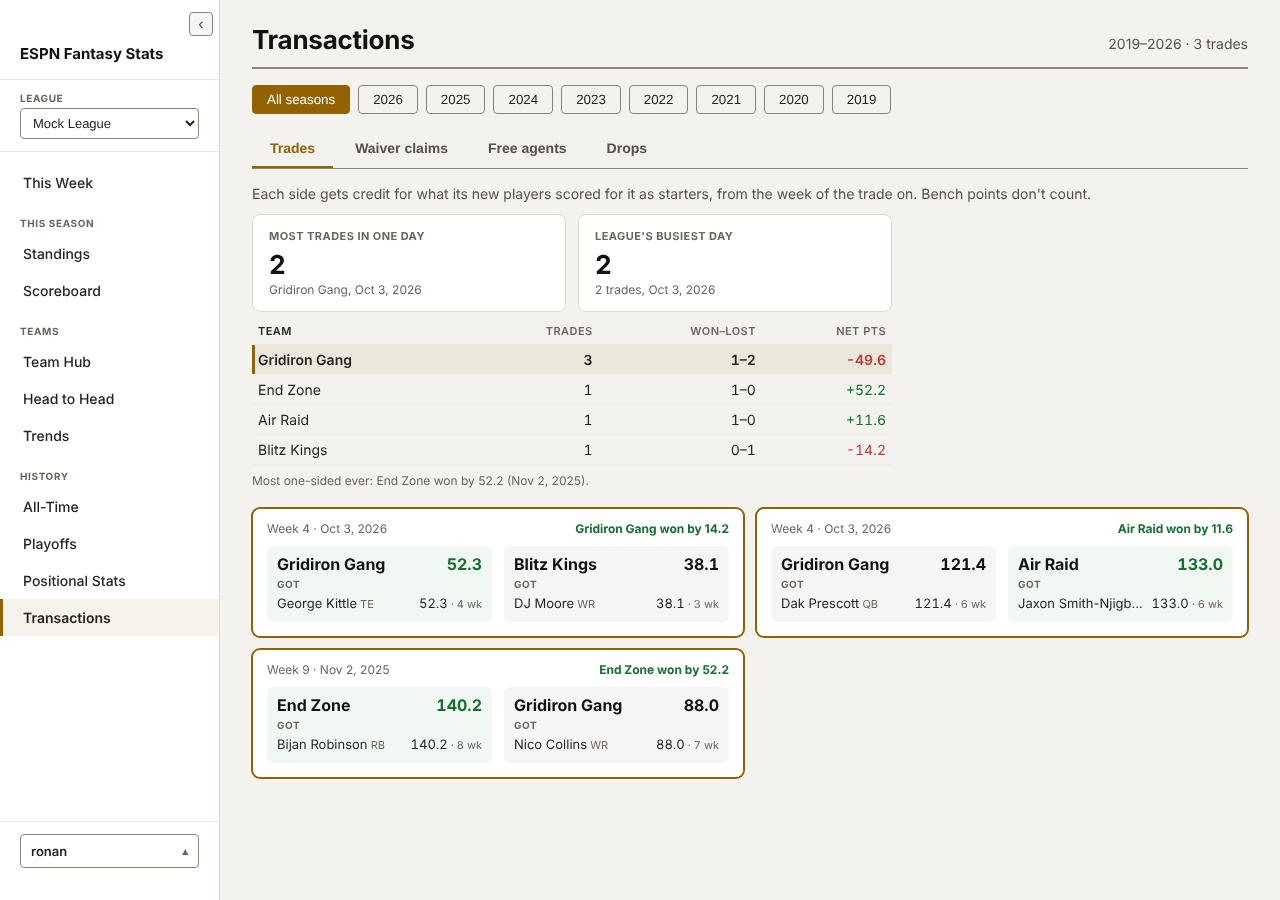 ‹
ESPN Fantasy Stats
LEAGUE
Mock League
This Week
THIS SEASON
Standings
Scoreboard
TEAMS
Team Hub
Head to Head
Trends
HISTORY
All-Time
Playoffs
Positional Stats
Transactions
ronan ▲
Transactions
2019–2026 · 3 trades
All seasons 2026 2025 2024 2023 2022 2021 2020 2019
Trades Waiver claims Free agents Drops
Each side gets credit for what its new players scored for it as starters, from the week of the trade on. Bench points don't count.
MOST TRADES IN ONE DAY
2
Gridiron Gang, Oct 3, 2026
LEAGUE'S BUSIEST DAY
2
2 trades, Oct 3, 2026
TEAM TRADES WON–LOST NET PTS
Gridiron Gang 3 1–2 -49.6
End Zone 1 1–0 +52.2
Air Raid 1 1–0 +11.6
Blitz Kings 1 0–1 -14.2
Most one-sided ever: End Zone won by 52.2 (Nov 2, 2025).
Week 4 · Oct 3, 2026 Gridiron Gang won by 14.2
Gridiron Gang 52.3
GOT
George Kittle TE 52.3 · 4 wk
Blitz Kings 38.1
GOT
DJ Moore WR 38.1 · 3 wk
Week 4 · Oct 3, 2026 Air Raid won by 11.6
Gridiron Gang 121.4
GOT
Dak Prescott QB 121.4 · 6 wk
Air Raid 133.0
GOT
Jaxon Smith-Njigb... 133.0 · 6 wk
Week 9 · Nov 2, 2025 End Zone won by 52.2
End Zone 140.2
GOT
Bijan Robinson RB 140.2 · 8 wk
Gridiron Gang 88.0
GOT
Nico Collins WR 88.0 · 7 wk